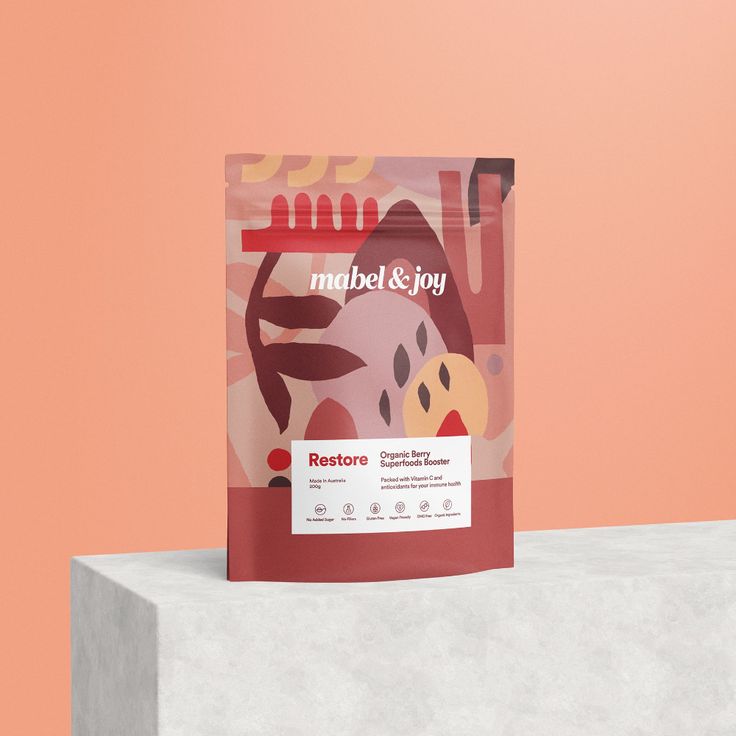 mabel & joy
Restore
Organic Berry
Superfoods Booster
Made In Australia
200g
Packed with Vitamin C and
antioxidants for your immune health
No Added Sugar
No Fillers
Gluten Free
Vegan Friendly
GMO Free
Organic Ingredients